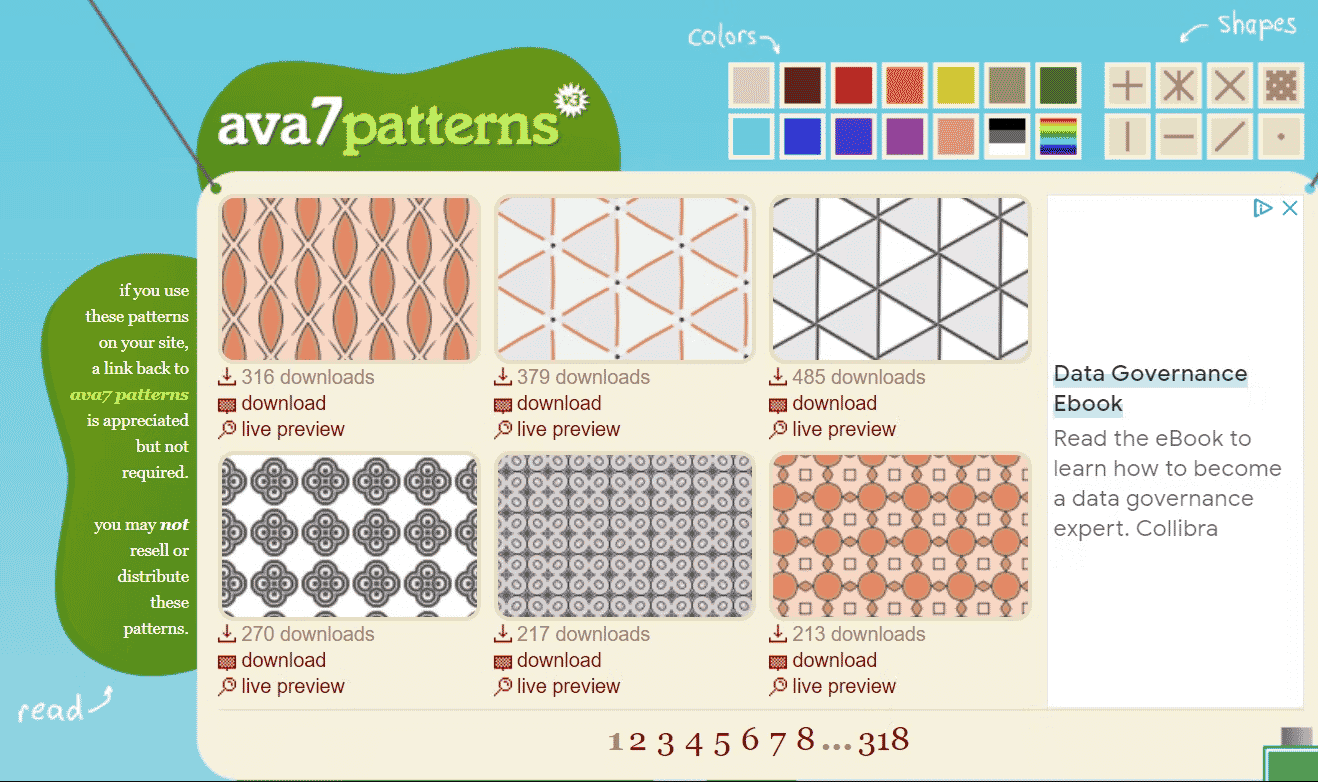 colors
shapes
ava7patterns
v3
if you use
these patterns
on your site,
a link back to
ava7 patterns
is appreciated
but not
required.
you may not
resell or
distribute
these
patterns.
read
316 downloads
download
live preview
379 downloads
download
live preview
485 downloads
download
live preview
270 downloads
download
live preview
217 downloads
download
live preview
213 downloads
download
live preview
Data Governance
Ebook
Read the eBook to
learn how to become
a data governance
expert. Collibra
1 2 3 4 5 6 7 8 ... 318